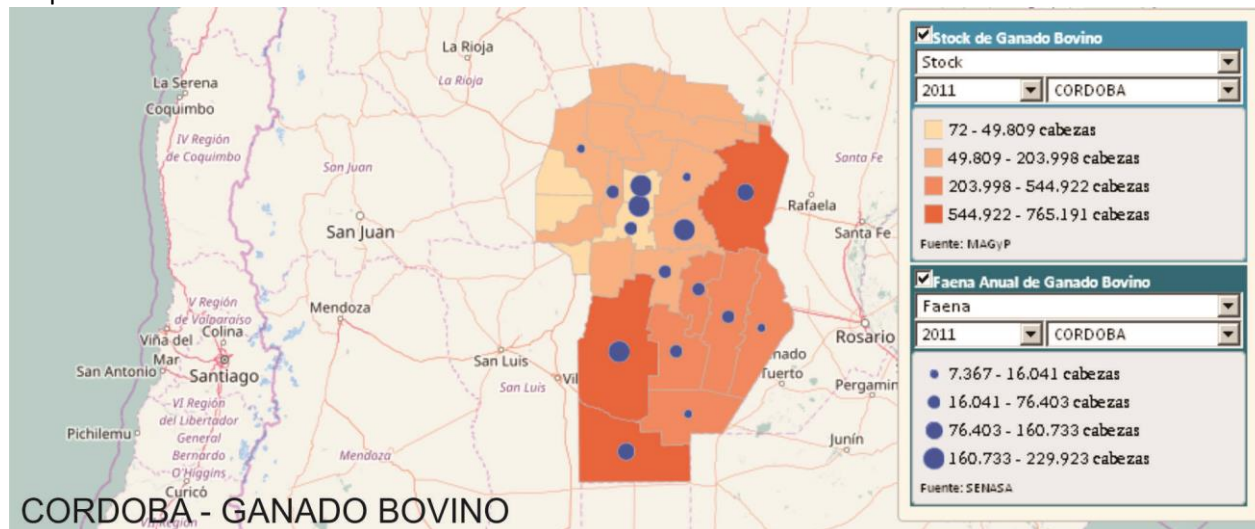 La Rioja
La Rioja
La Serena
Coquimbo
IV Región
de Coquimbo
San Juan
Santa Fe
Rafaela
San Juan
Santa Fe
V Región
de Valparaíso
Mendoza
Viña del
Mar
Colina
Rosario
San Luis
San Antonio
Santiago
San Luis
Vil
nado
Tuerto
Pergamin
VI Región
del Libertador
General
Bernardo
O'Higgins
Pichilemu
Junín
Mendoza
Curicó
VII Región
CORDOBA - GANADO BOVINO
Stock de Ganado Bovino
Stock
2011 CORDOBA
72 - 49.809 cabezas
49.809 - 203.998 cabezas
203.998 - 544.922 cabezas
544.922 - 765.191 cabezas
Fuente: MAGyP
Faena Anual de Ganado Bovino
Faena
2011 CORDOBA
7.367 - 16.041 cabezas
16.041 - 76.403 cabezas
76.403 - 160.733 cabezas
160.733 - 229.923 cabezas
Fuente: SENASA